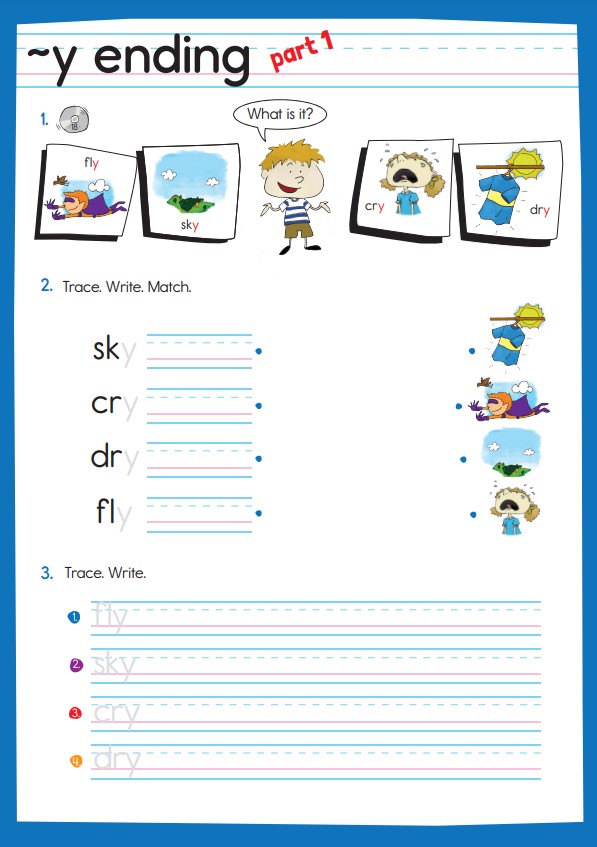 ~y ending part 1
1. 18
What is it?
fly
sky
cry
dry
2. Trace. Write. Match.
sky
cry
dry
fly
3. Trace. Write.
1. fly
2. sky
3. cry
4. dry